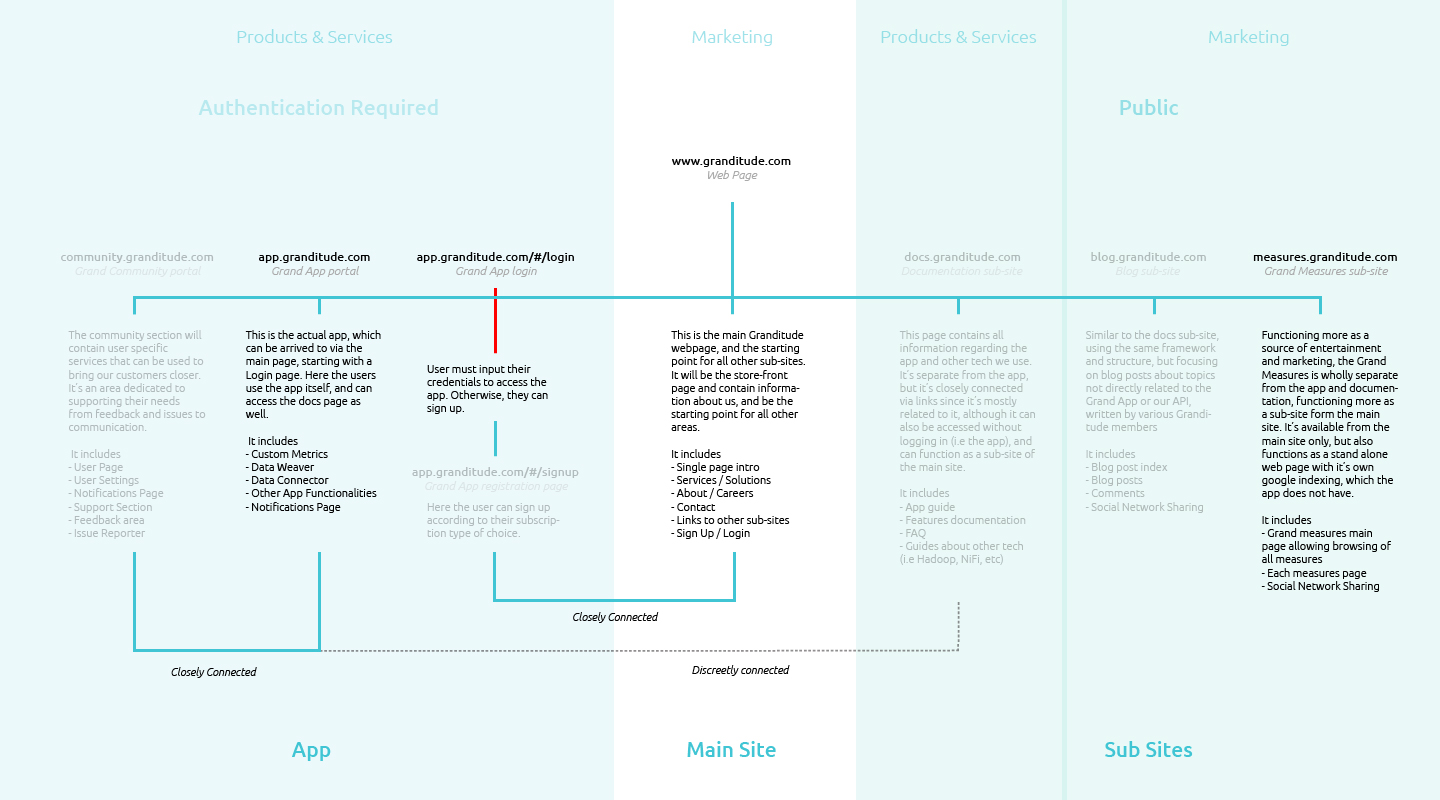 Products & Services
Marketing
Products & Services
Marketing
Authentication Required
Public
www.granditude.com
Web Page
community.granditude.com
Grand Community portal
The community section will
contain user specific
services that can be used to
bring our customers closer.
It's an area dedicated to
supporting their needs
from feedback and issues to
communication.
It includes
- User Page
- User Settings
- Notifications Page
- Support Section
- Feedback area
- Issue Reporter
app.granditude.com
Grand App portal
This is the actual app, which
can be arrived to via the
main page, starting with a
Login page. Here the users
use the app itself, and can
access the docs page as
well.
It includes
- Custom Metrics
- Data Weaver
- Data Connector
- Other App Functionalities
- Notifications Page
app.granditude.com/#/login
Grand App login
User must input their
credentials to access the
app. Otherwise, they can
sign up.
app.granditude.com/#/signup
Grand App registration page
Here the user can sign up
according to their subscrip-
tion type of choice.
This is the main Granditude
webpage, and the starting
point for all other sub-sites.
It will be the store-front
page and contain informa-
tion about us, and be the
starting point for all other
areas.
It includes
- Single page intro
- Services / Solutions
- About / Careers
- Contact
- Links to other sub-sites
- Sign Up / Login
docs.granditude.com
Documentation sub-site
This page contains all
information regarding the
app and other tech we use.
It's separate from the app,
but it's closely connected
via links since it's mostly
related to it, although it can
also be accessed without
logging in (i.e the app), and
can function as a sub-site of
the main site.
It includes
- App guide
- Features documentation
- FAQ
- Guides about other tech
(i.e Hadoop, NiFi, etc)
blog.granditude.com
Blog sub-site
Similar to the docs sub-site,
using the same framework
and structure, but focusing
on blog posts about topics
not directly related to the
Grand App or our API,
written by various Grandi-
tude members
It includes
- Blog post index
- Blog posts
- Comments
- Social Network Sharing
measures.granditude.com
Grand Measures sub-site
Functioning more as a
source of entertainment
and marketing, the Grand
Measures is wholly separate
from the app and documen-
tation, functioning more as
a sub-site form the main
site. It's available from the
main site only, but also
functions as a stand alone
web page with it's own
google indexing, which the
app does not have.
It includes
- Grand measures main
page allowing browsing of
all measures
- Each measures page
- Social Network Sharing
Closely Connected
Closely Connected
Discreetly connected
App
Main Site
Sub Sites